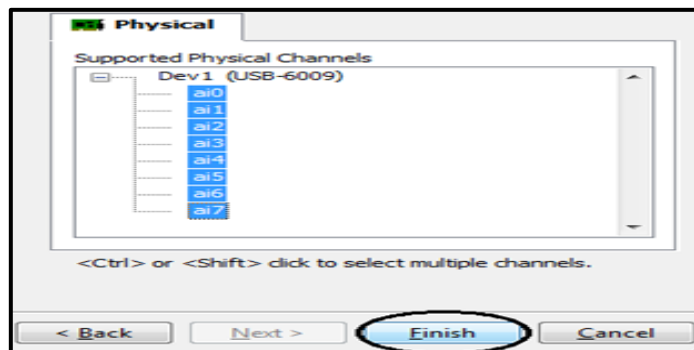 Physical
Supported Physical Channels
Dev1 (USB-6009)
ai0
ai1
ai2
ai3
ai4
ai5
ai6
ai7
<Ctrl> or <Shift> click to select multiple channels.
< Back Next > Finish Cancel